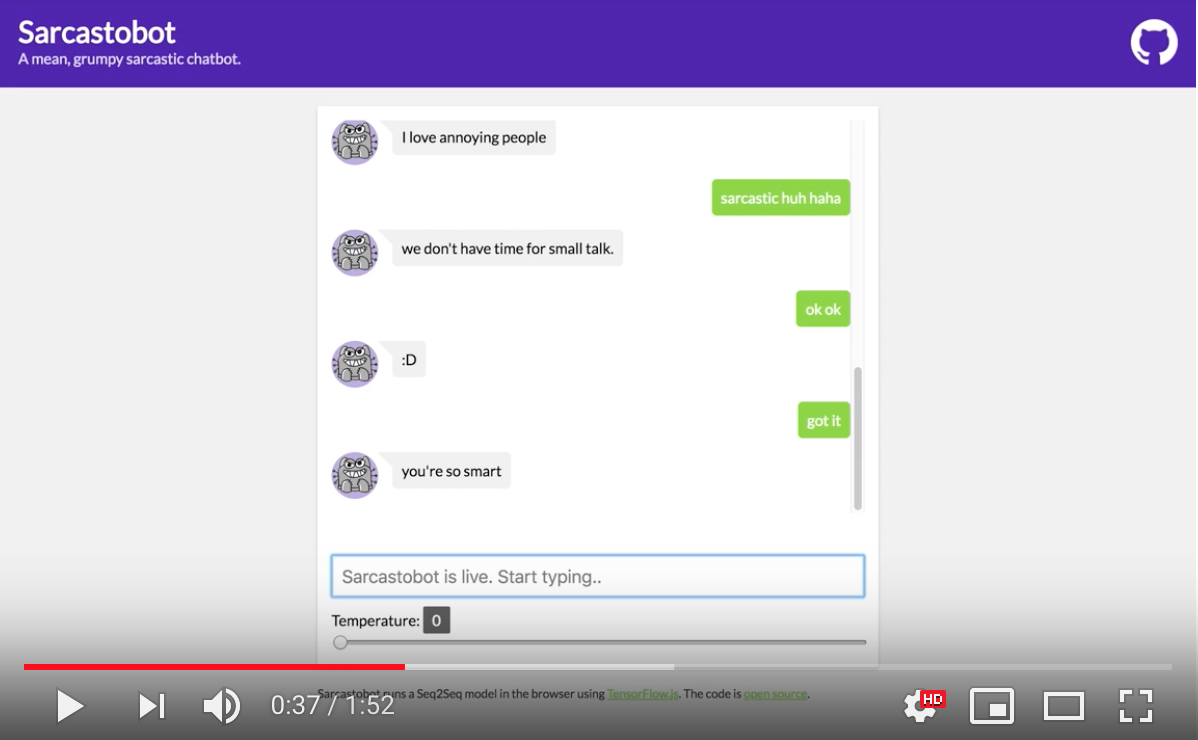 Sarcastobot
A mean, grumpy sarcastic chatbot.
I love annoying people
sarcastic huh haha
we don't have time for small talk.
ok ok
:D
got it
you're so smart
Sarcastobot is live. Start typing..
Temperature: 0
Sarcastobot runs a Seq2Seq model in the browser using TensorFlow.js. The code is open source.
0:37 / 1:52
HD